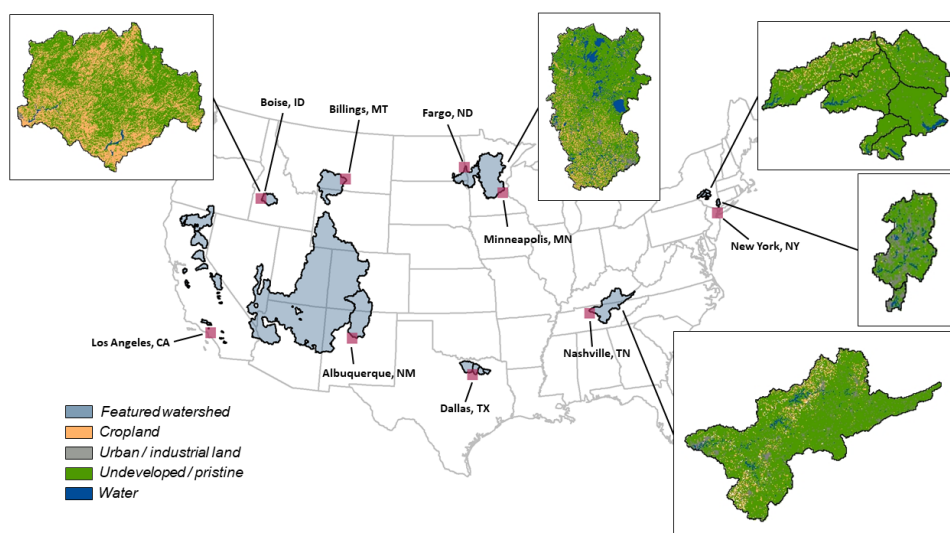 Boise, ID
Billings, MT
Fargo, ND
Minneapolis, MN
New York, NY
Los Angeles, CA
Albuquerque, NM
Dallas, TX
Nashville, TN
Featured watershed
Cropland
Urban / industrial land
Undeveloped / pristine
Water